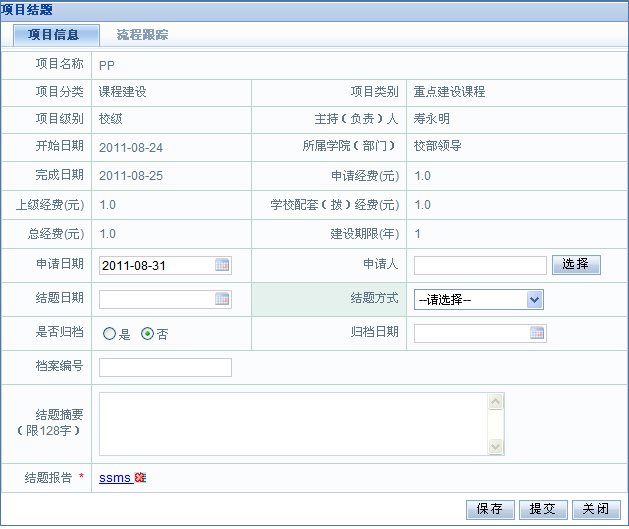 项目结题
项目信息 流程跟踪
项目名称 PP
项目分类 课程建设 项目类别 重点建设课程
项目级别 校级 主持（负责）人 寿永明
开始日期 2011-08-24 所属学院（部门） 校部领导
完成日期 2011-08-25 申请经费(元) 1.0
上级经费(元) 1.0 学校配套（拨）经费(元) 1.0
总经费(元) 1.0 建设期限(年) 1
申请日期 2011-08-31 申请人 选择
结题日期 结题方式 --请选择--
是否归档 是 否 归档日期
档案编号
结题摘要
（限128字）
结题报告 * ssms
保存 提交 关闭